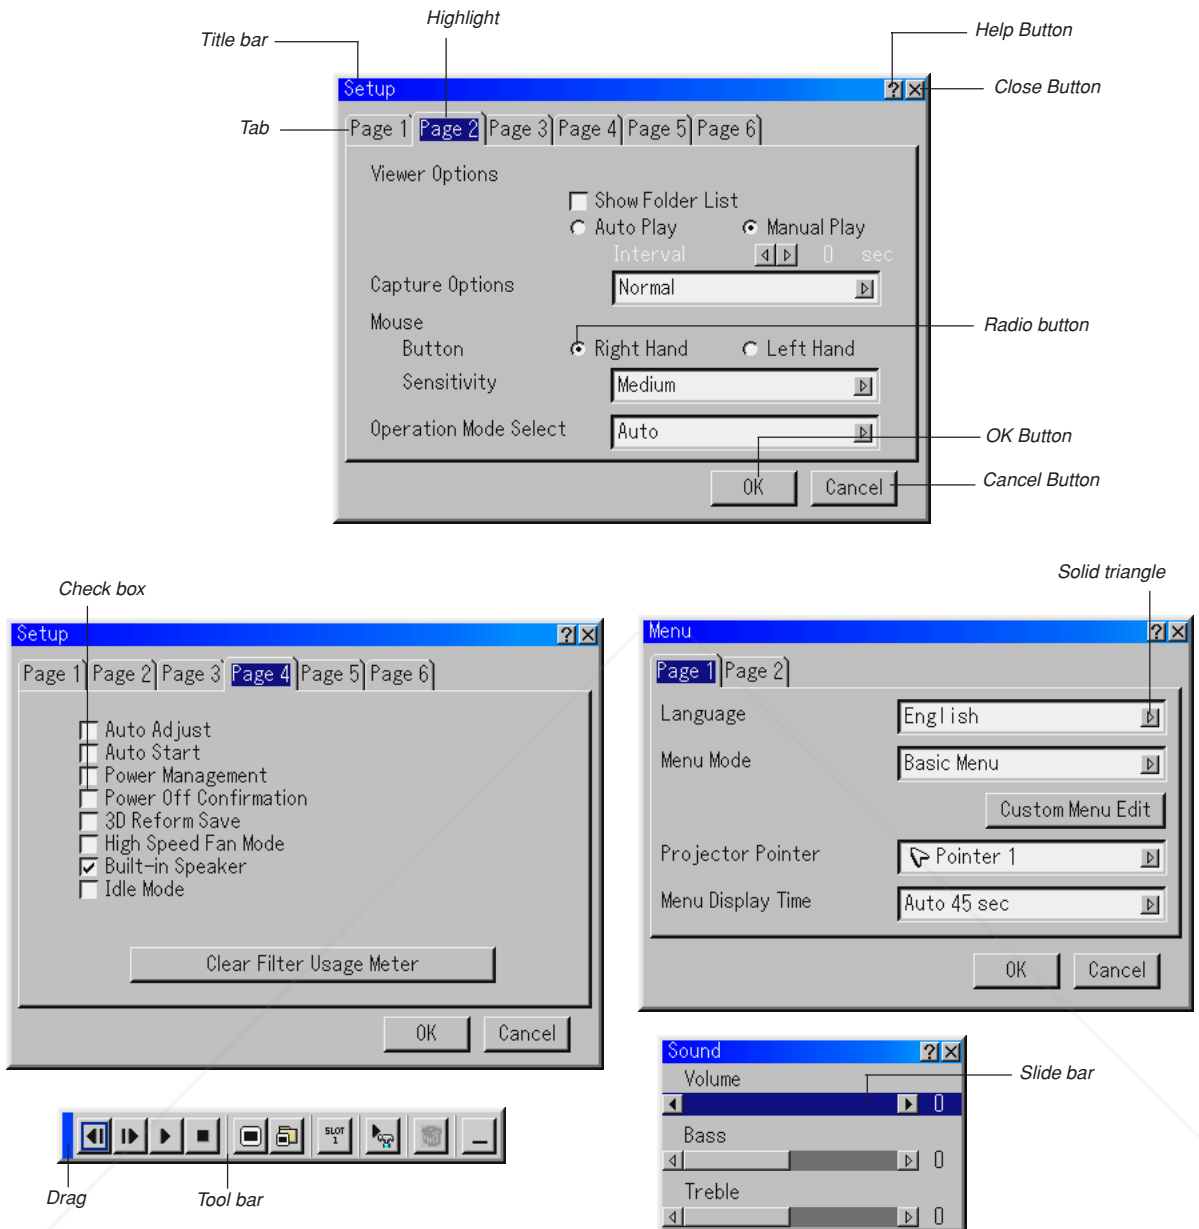 Highlight
Title bar
Help Button
Setup
? ×
Close Button
Tab
Page 1 Page 2 Page 3 Page 4 Page 5 Page 6
Viewer Options
Show Folder List
Auto Play Manual Play
Interval 0 sec
Capture Options Normal
Mouse
Radio button
Button Right Hand Left Hand
Sensitivity Medium
Operation Mode Select Auto
OK Button
OK Cancel
Cancel Button
Solid triangle
Check box
Setup
? ×
Page 1 Page 2 Page 3 Page 4 Page 5 Page 6
Auto Adjust
Auto Start
Power Management
Power Off Confirmation
3D Reform Save
High Speed Fan Mode
Built-in Speaker
Idle Mode
Clear Filter Usage Meter
OK Cancel
Menu
? ×
Page 1 Page 2
Language English
Menu Mode Basic Menu
Custom Menu Edit
Projector Pointer Pointer 1
Menu Display Time Auto 45 sec
OK Cancel
Sound
? ×
Volume
Slide bar
0
Bass
0
Treble
0
SLOT
1
Drag
Tool bar